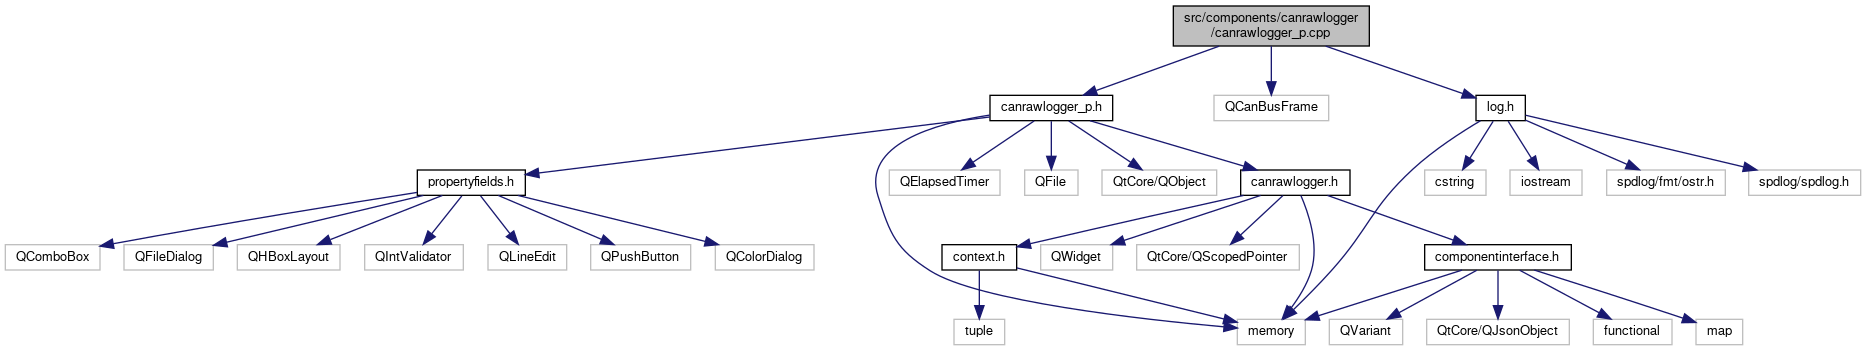 src/components/canrawlogger
/canrawlogger_p.cpp
canrawlogger_p.h
QCanBusFrame
log.h
propertyfields.h
QElapsedTimer
QFile
QtCore/QObject
canrawlogger.h
cstring
iostream
spdlog/fmt/ostr.h
spdlog/spdlog.h
QComboBox
QFileDialog
QHBoxLayout
QIntValidator
QLineEdit
QPushButton
QColorDialog
context.h
QWidget
QtCore/QScopedPointer
componentinterface.h
tuple
memory
QVariant
QtCore/QJsonObject
functional
map